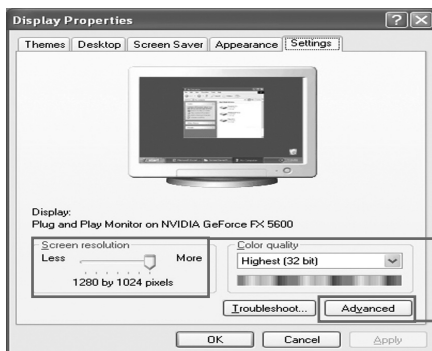 Display Properties
Themes Desktop Screen Saver Appearance Settings
Display:
Plug and Play Monitor on NVIDIA GeForce FX 5600
Screen resolution
Less More
1280 by 1024 pixels
Color quality
Highest (32 bit)
Troubleshoot... Advanced
OK Cancel Apply